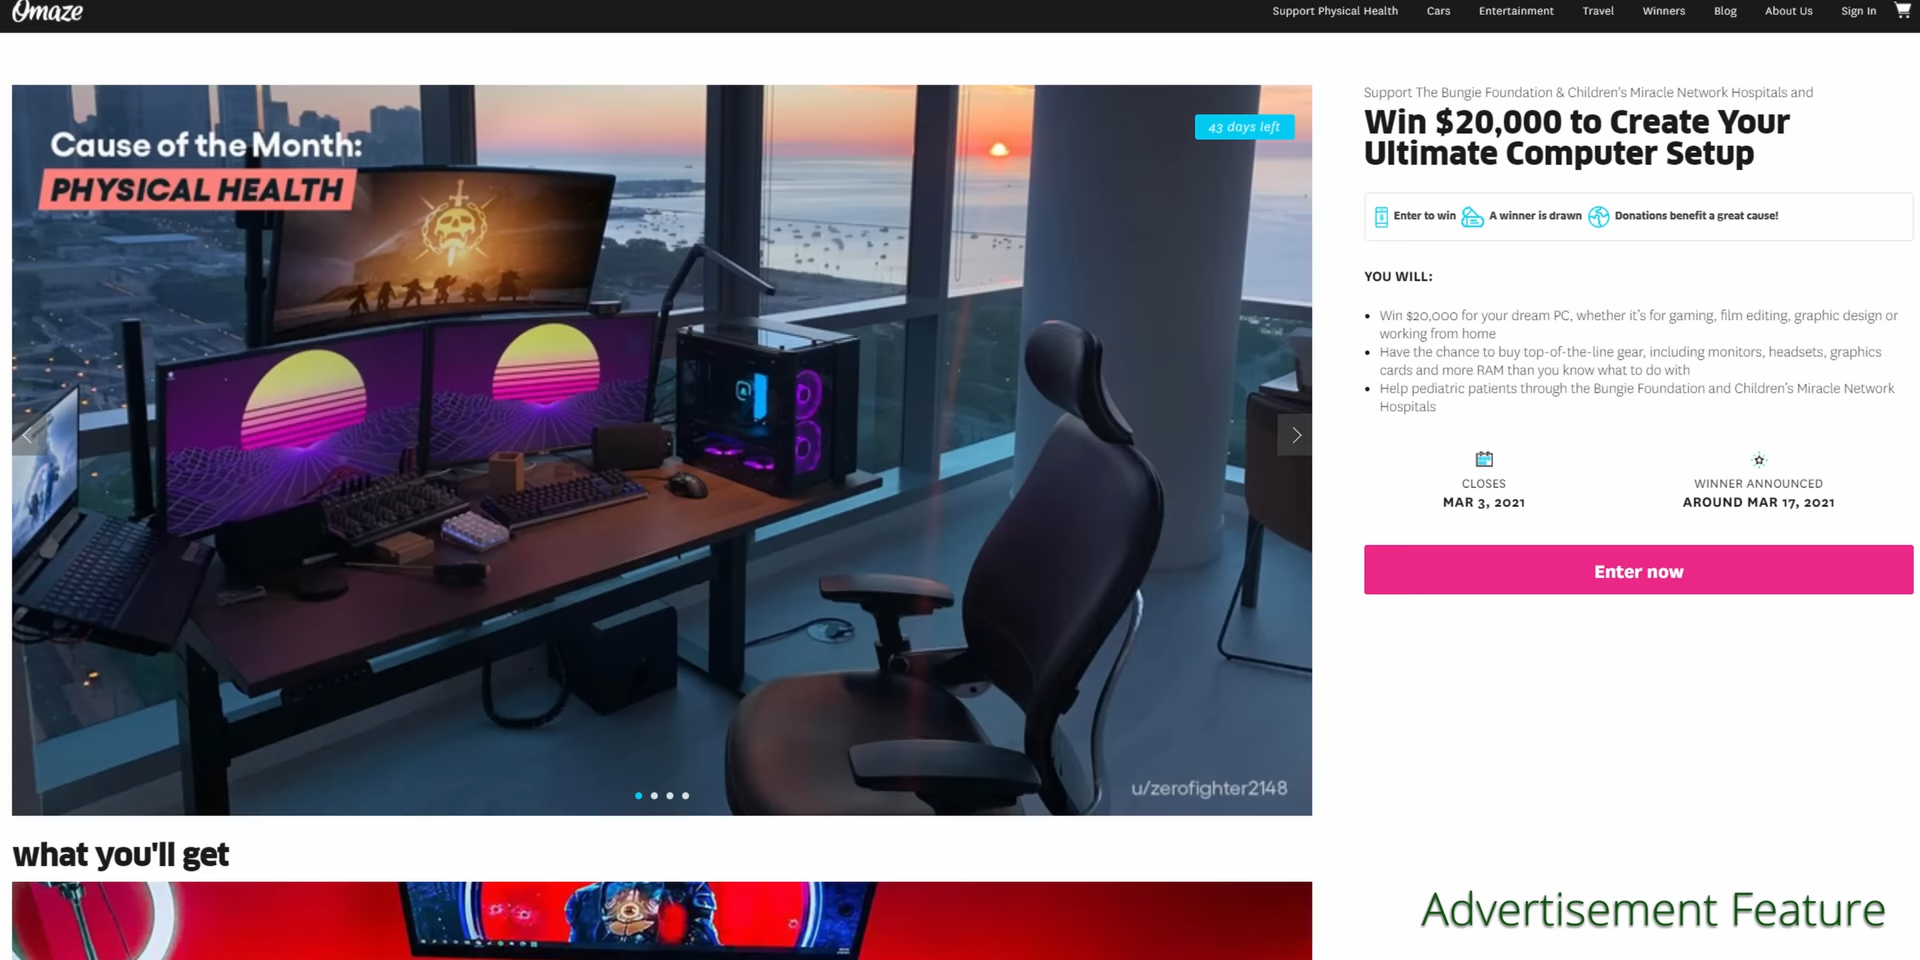 Omaze
Support Physical Health Cars Entertainment Travel Winners Blog About Us Sign In
Cause of the Month:
PHYSICAL HEALTH
43 days left
u/zerofighter2148
Support The Bungie Foundation & Children's Miracle Network Hospitals and
Win $20,000 to Create Your
Ultimate Computer Setup
Enter to win A winner is drawn Donations benefit a great cause!
YOU WILL:
• Win $20,000 for your dream PC, whether it's for gaming, film editing, graphic design or
working from home
• Have the chance to buy top-of-the-line gear, including monitors, headsets, graphics
cards and more RAM than you know what to do with
• Help pediatric patients through the Bungie Foundation and Children's Miracle Network
Hospitals
CLOSES
MAR 3, 2021
WINNER ANNOUNCED
AROUND MAR 17, 2021
Enter now
what you'll get
Advertisement Feature